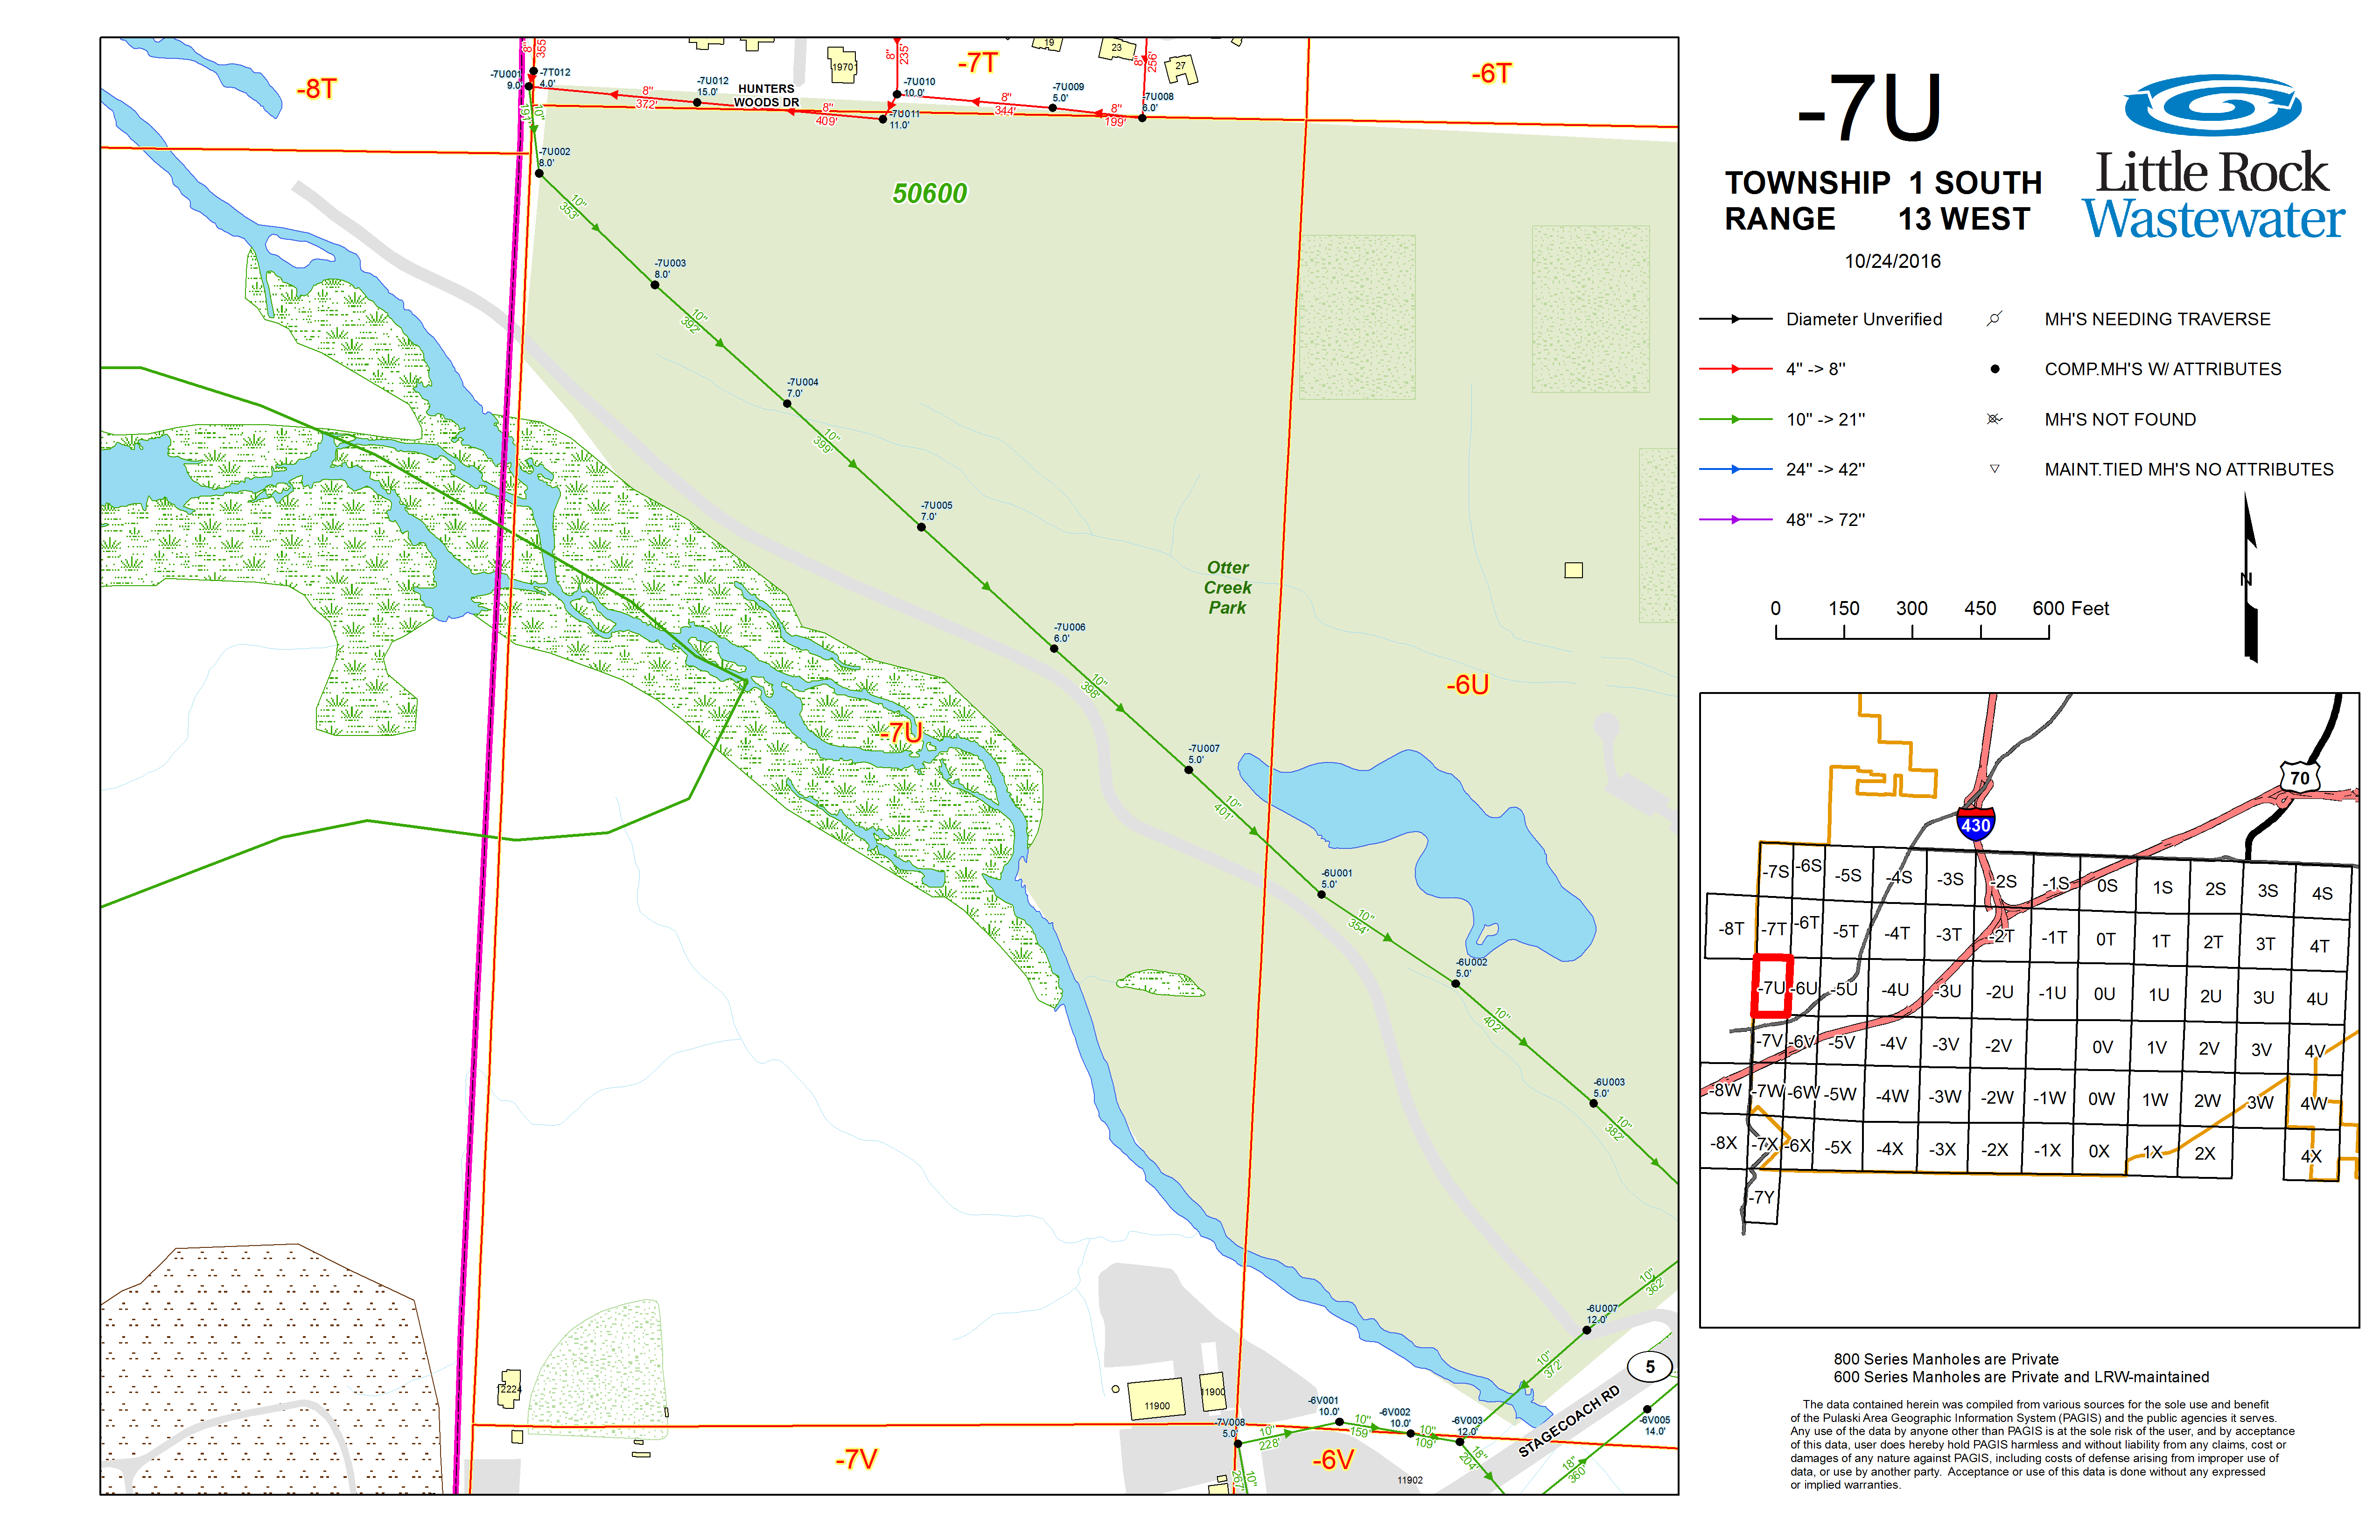 -8T
-7T
-6T
8"
355'
8"
235'
8"
256'
19701
19
23
27
-7U001
9.0'
-7T012
4.0'
-7U012
15.0'
HUNTERS
WOODS DR
-7U010
10.0'
-7U009
5.0'
-7U008
6.0'
-7U011
11.0'
8"
372'
8"
409'
8"
344'
8"
199'
10"
191'
-7U002
8.0'
50600
10"
353'
-7U003
8.0'
10"
392'
-7U004
7.0'
10"
399'
-7U005
7.0'
Otter
Creek
Park
-7U006
6.0'
10"
398'
-6U
-7U
-7U007
5.0'
10"
401'
-6U001
5.0'
10"
354'
-6U002
5.0'
10"
402'
-6U003
5.0'
10"
382'
10"
362'
-6U007
12.0'
10"
372'
5
STAGECOACH RD
12224
11900
11900
-7V008
5.0'
10"
228'
-6V001
10.0'
10"
159'
-6V002
10.0'
10"
109'
-6V003
12.0'
18"
204'
-6V005
14.0'
18"
360'
10"
267'
11902
-7V
-6V
-7U
TOWNSHIP 1 SOUTH
RANGE 13 WEST
10/24/2016
Little Rock
Wastewater
Diameter Unverified
MH'S NEEDING TRAVERSE
4" -> 8"
COMP.MH'S W/ ATTRIBUTES
10" -> 21"
MH'S NOT FOUND
24" -> 42"
MAINT.TIED MH'S NO ATTRIBUTES
48" -> 72"
N
0 150 300 450 600 Feet
70
430
-7S -6S -5S -4S -3S -2S -1S 0S 1S 2S 3S 4S
-8T -7T -6T -5T -4T -3T -2T -1T 0T 1T 2T 3T 4T
-7U -6U -5U -4U -3U -2U -1U 0U 1U 2U 3U 4U
-7V -6V -5V -4V -3V -2V 0V 1V 2V 3V 4V
-8W -7W -6W -5W -4W -3W -2W -1W 0W 1W 2W 3W 4W
-8X -7X -6X -5X -4X -3X -2X -1X 0X 1X 2X 4X
-7Y
800 Series Manholes are Private
600 Series Manholes are Private and LRW-maintained
The data contained herein was compiled from various sources for the sole use and benefit
of the Pulaski Area Geographic Information System (PAGIS) and the public agencies it serves.
Any use of the data by anyone other than PAGIS is at the sole risk of the user, and by acceptance
of this data, user does hereby hold PAGIS harmless and without liability from any claims, cost or
damages of any nature against PAGIS, including costs of defense arising from improper use of
data, or use by another party. Acceptance or use of this data is done without any expressed
or implied warranties.